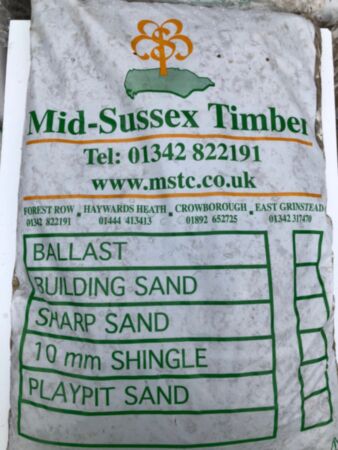 Mid-Sussex Timber
Tel: 01342 822191
www.mstc.co.uk
FOREST ROW • HAYWARDS HEATH • CROWBOROUGH • EAST GRINSTEAD
01342 822191 01444 413413 01892 652725 01342 317470
BALLAST
BUILDING SAND
SHARP SAND
10 mm SHINGLE
PLAYPIT SAND